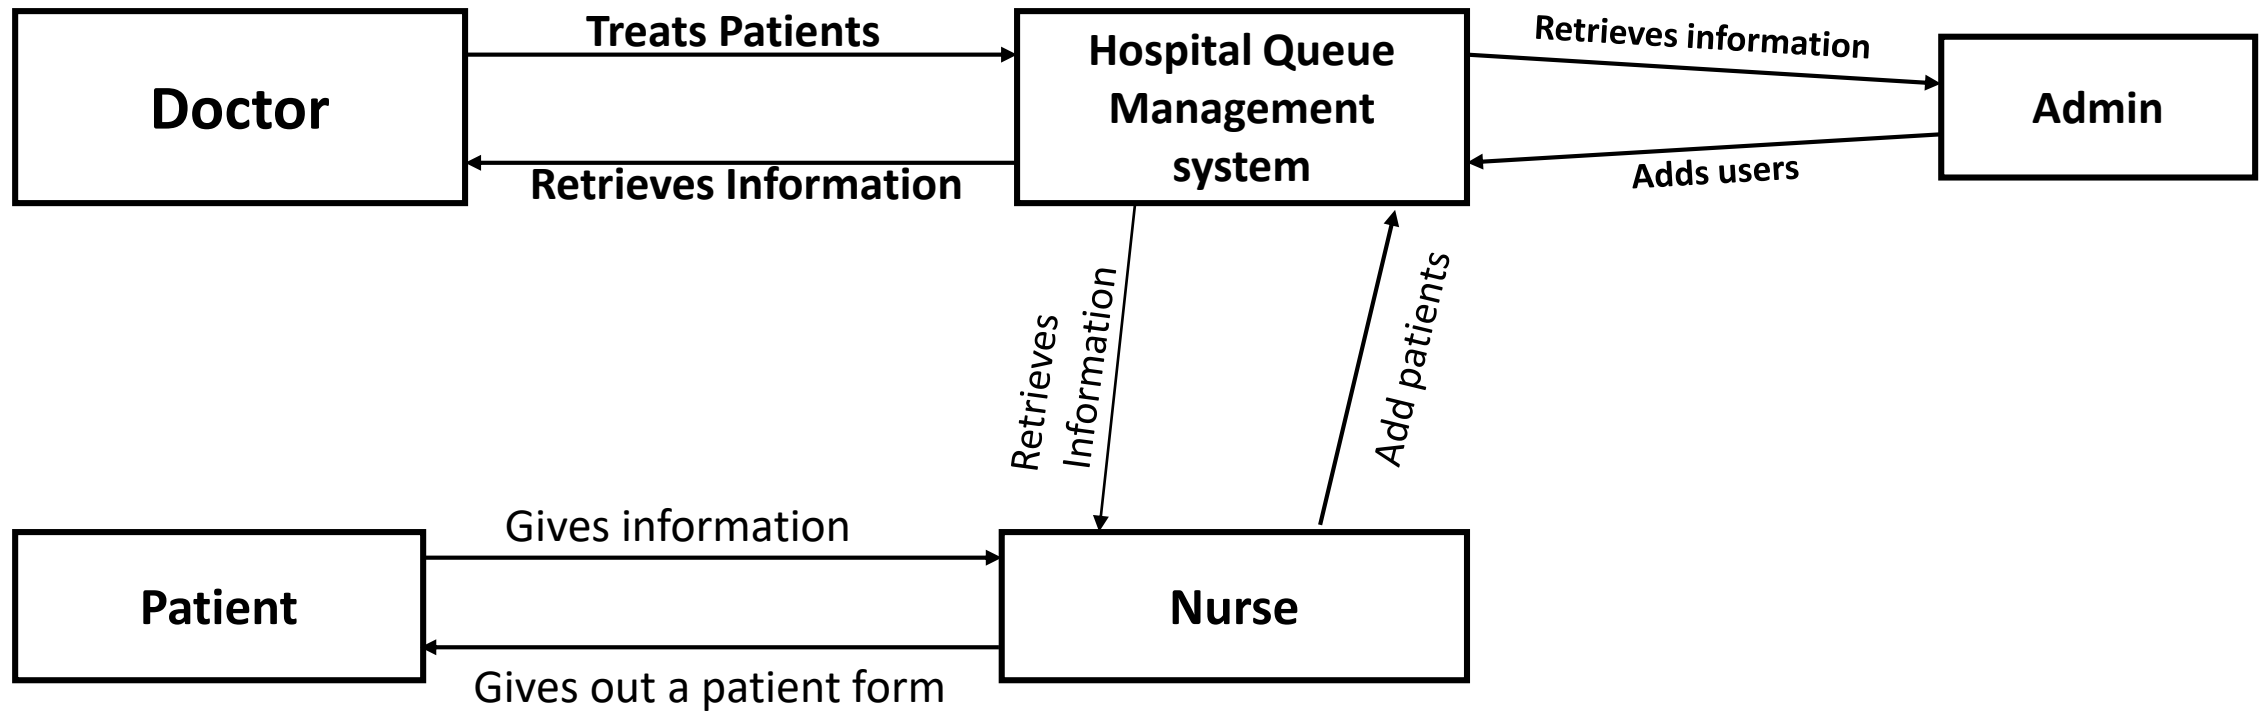 Treats Patients
Doctor
Retrieves Information
Hospital Queue
Management
system
Retrieves information
Admin
Adds users
Retrieves
Information
Add patients
Gives information
Patient
Nurse
Gives out a patient form